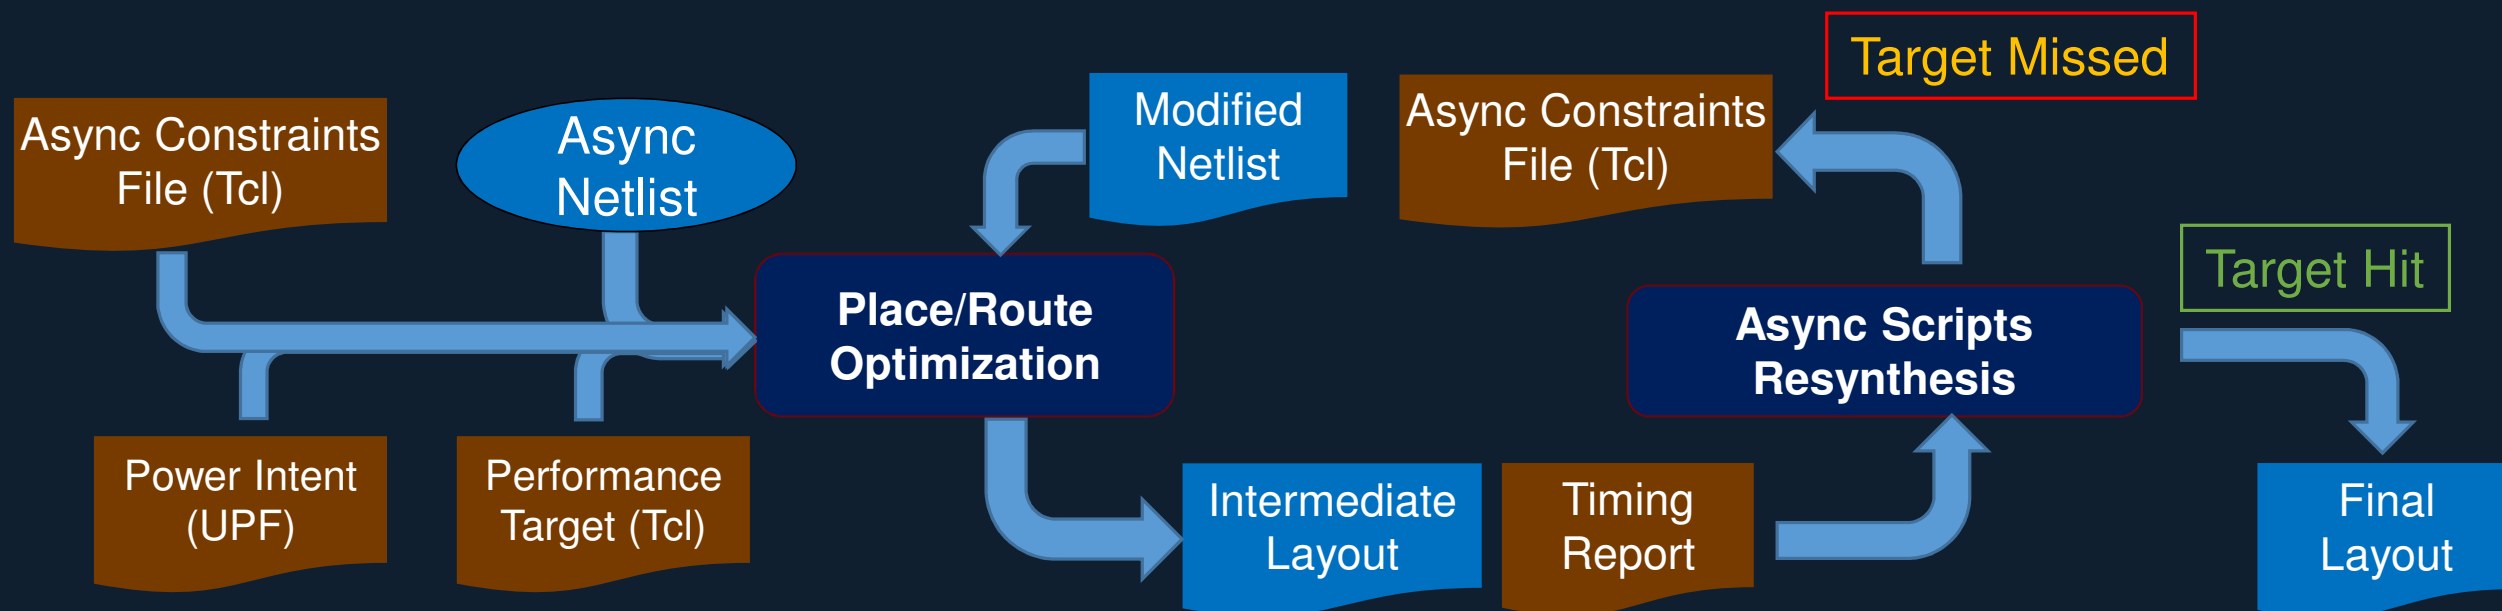 Async Constraints
File (Tcl)
Async
Netlist
Modified
Netlist
Async Constraints
File (Tcl)
Target Missed
Target Hit
Place/Route
Optimization
Async Scripts
Resynthesis
Power Intent
(UPF)
Performance
Target (Tcl)
Intermediate
Layout
Timing
Report
Final
Layout